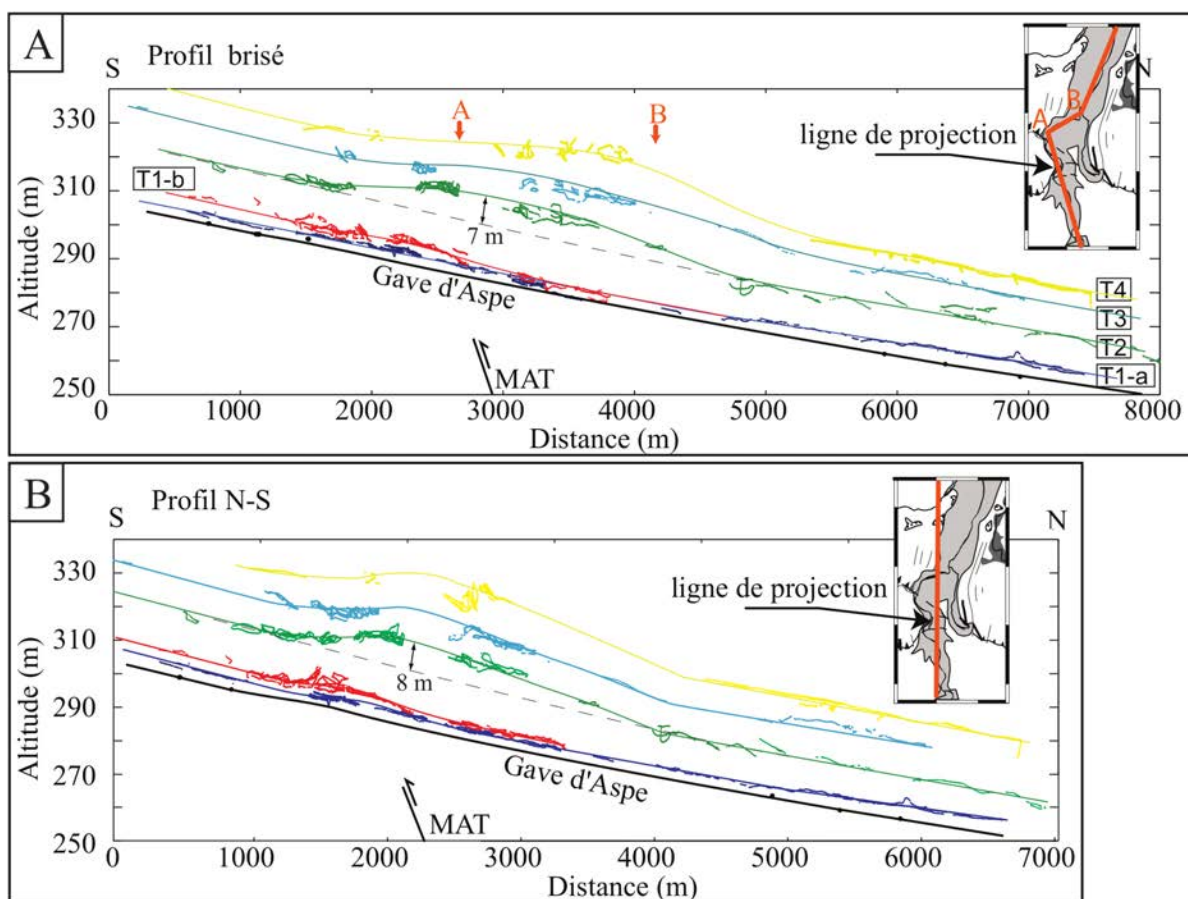 A
Profil brisé
S
N
A
B
A
B
ligne de projection
330
310
290
270
250
Altitude (m)
T1-b
7 m
Gave d'Aspe
MAT
T4
T3
T2
T1-a
0 1000 2000 3000 4000 5000 6000 7000 8000
Distance (m)
B
Profil N-S
S
N
ligne de projection
330
310
290
270
250
Altitude (m)
8 m
Gave d'Aspe
MAT
0 1000 2000 3000 4000 5000 6000 7000
Distance (m)